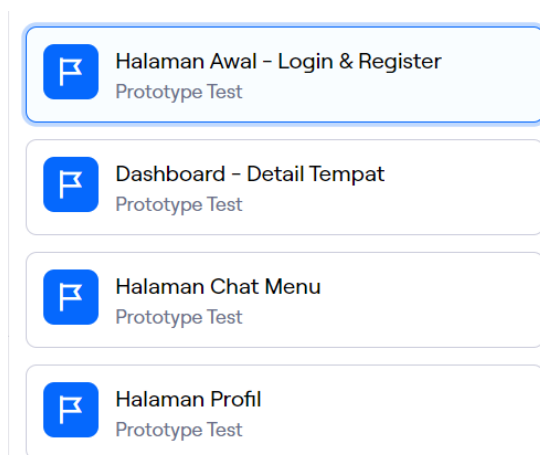 Halaman Awal - Login & Register
Prototype Test
Dashboard - Detail Tempat
Prototype Test
Halaman Chat Menu
Prototype Test
Halaman Profil
Prototype Test